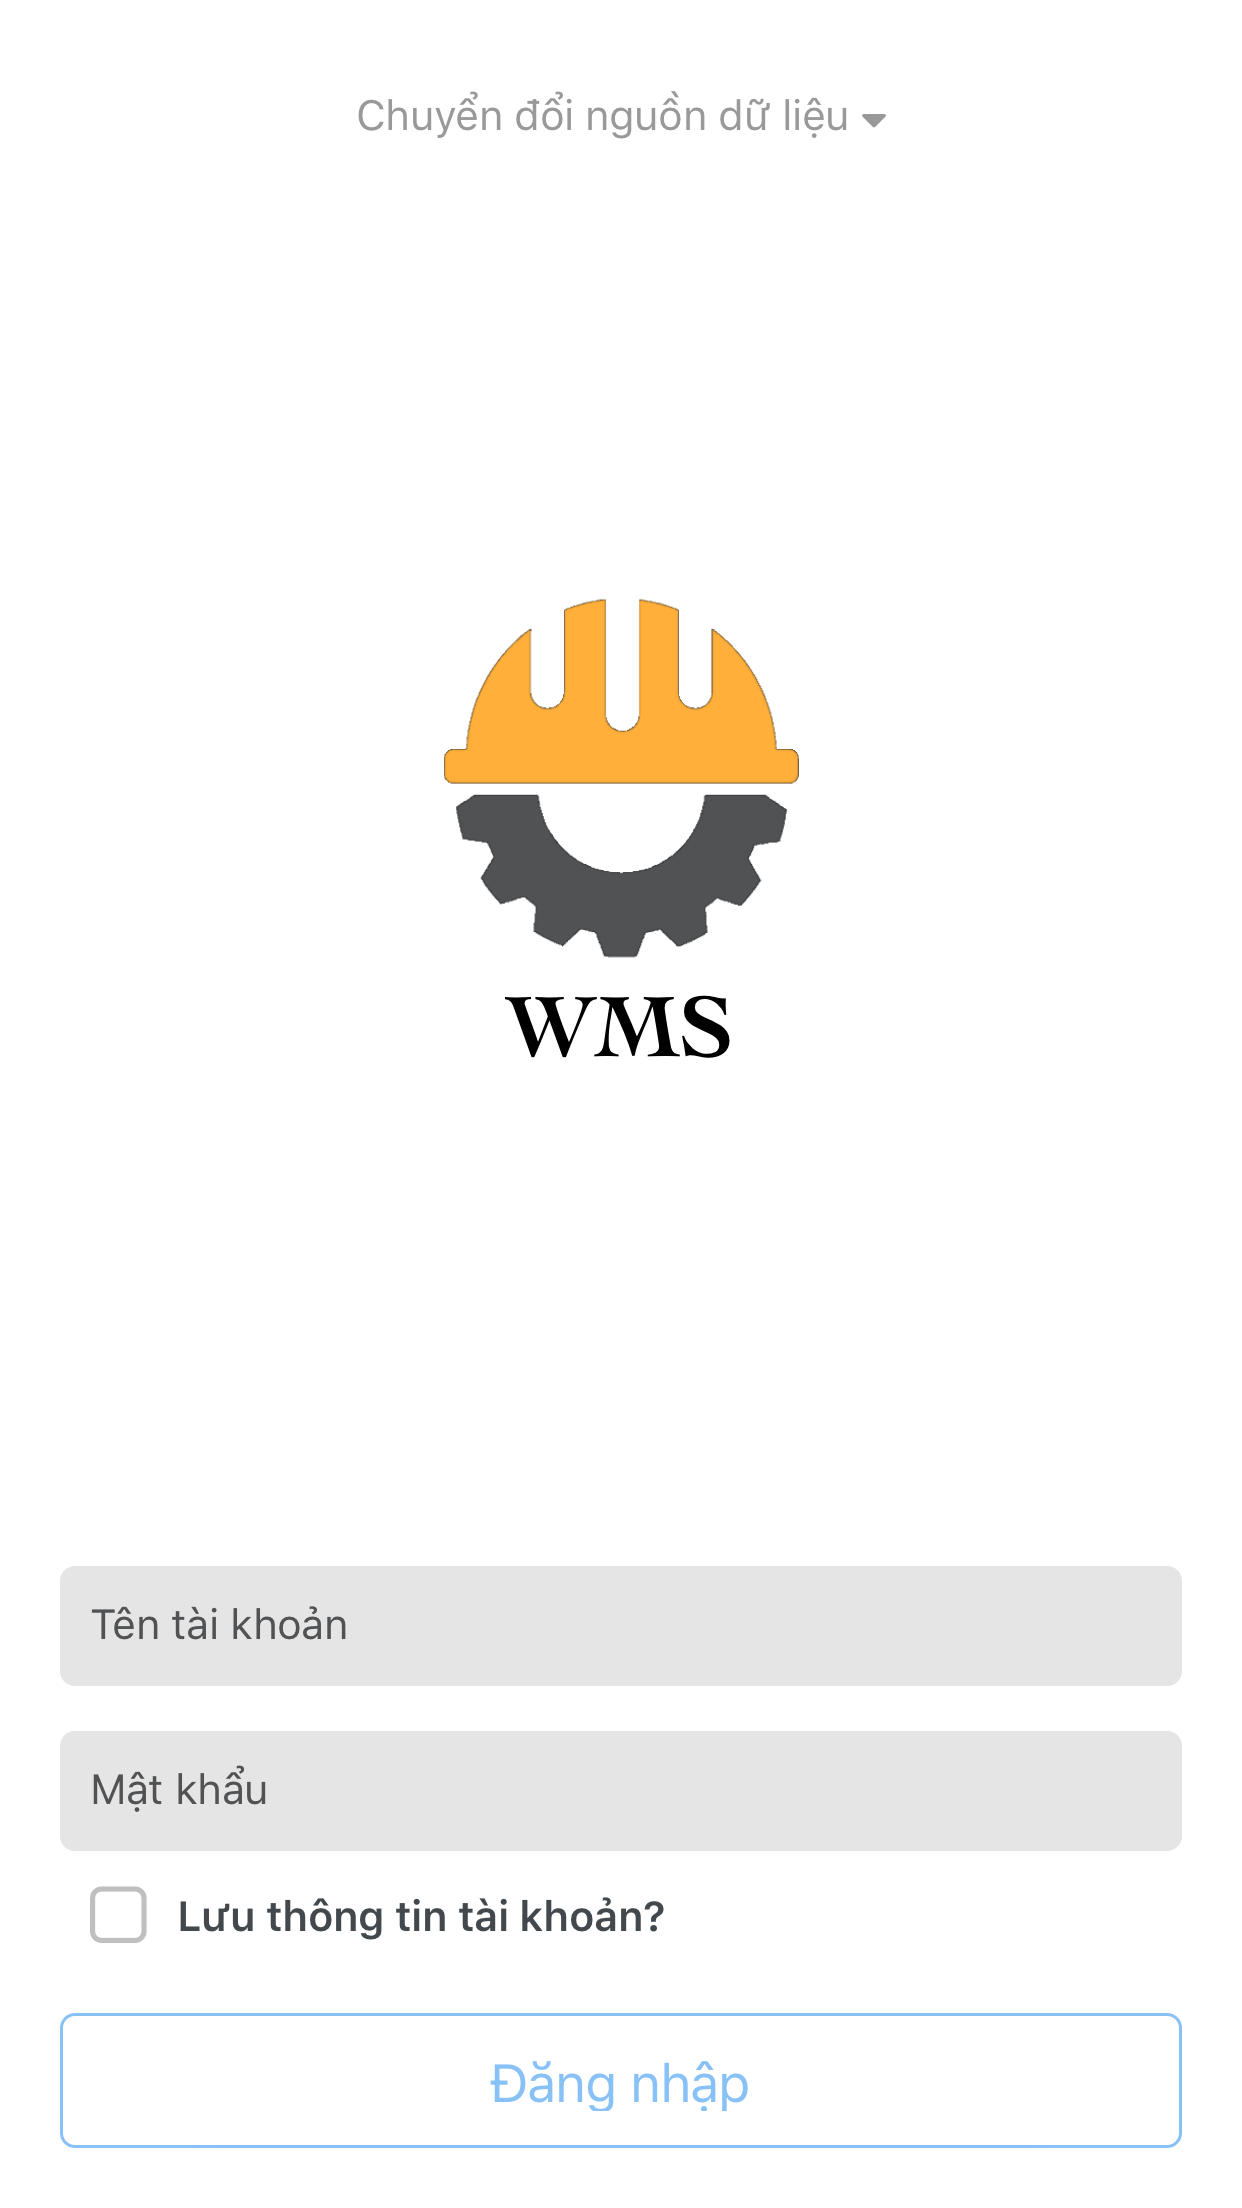 Chuyển đổi nguồn dữ liệu
WMS
Tên tài khoản
Mật khẩu
Lưu thông tin tài khoản?
Đăng nhập